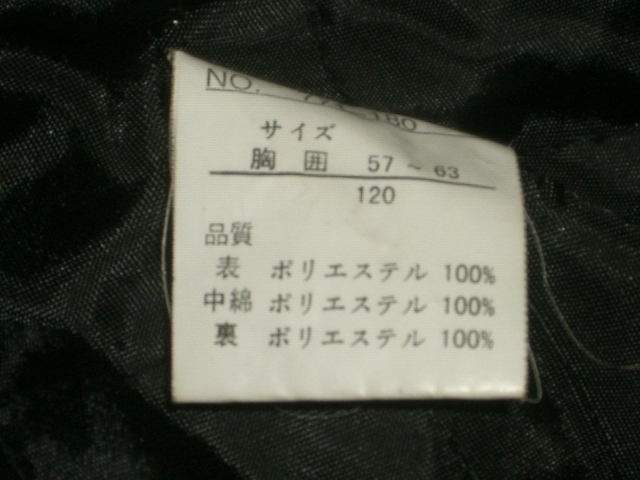 NO. 180
サイズ
胸囲 57 ~ 63
120
品質
表 ポリエステル 100%
中綿 ポリエステル 100%
裏 ポリエステル 100%